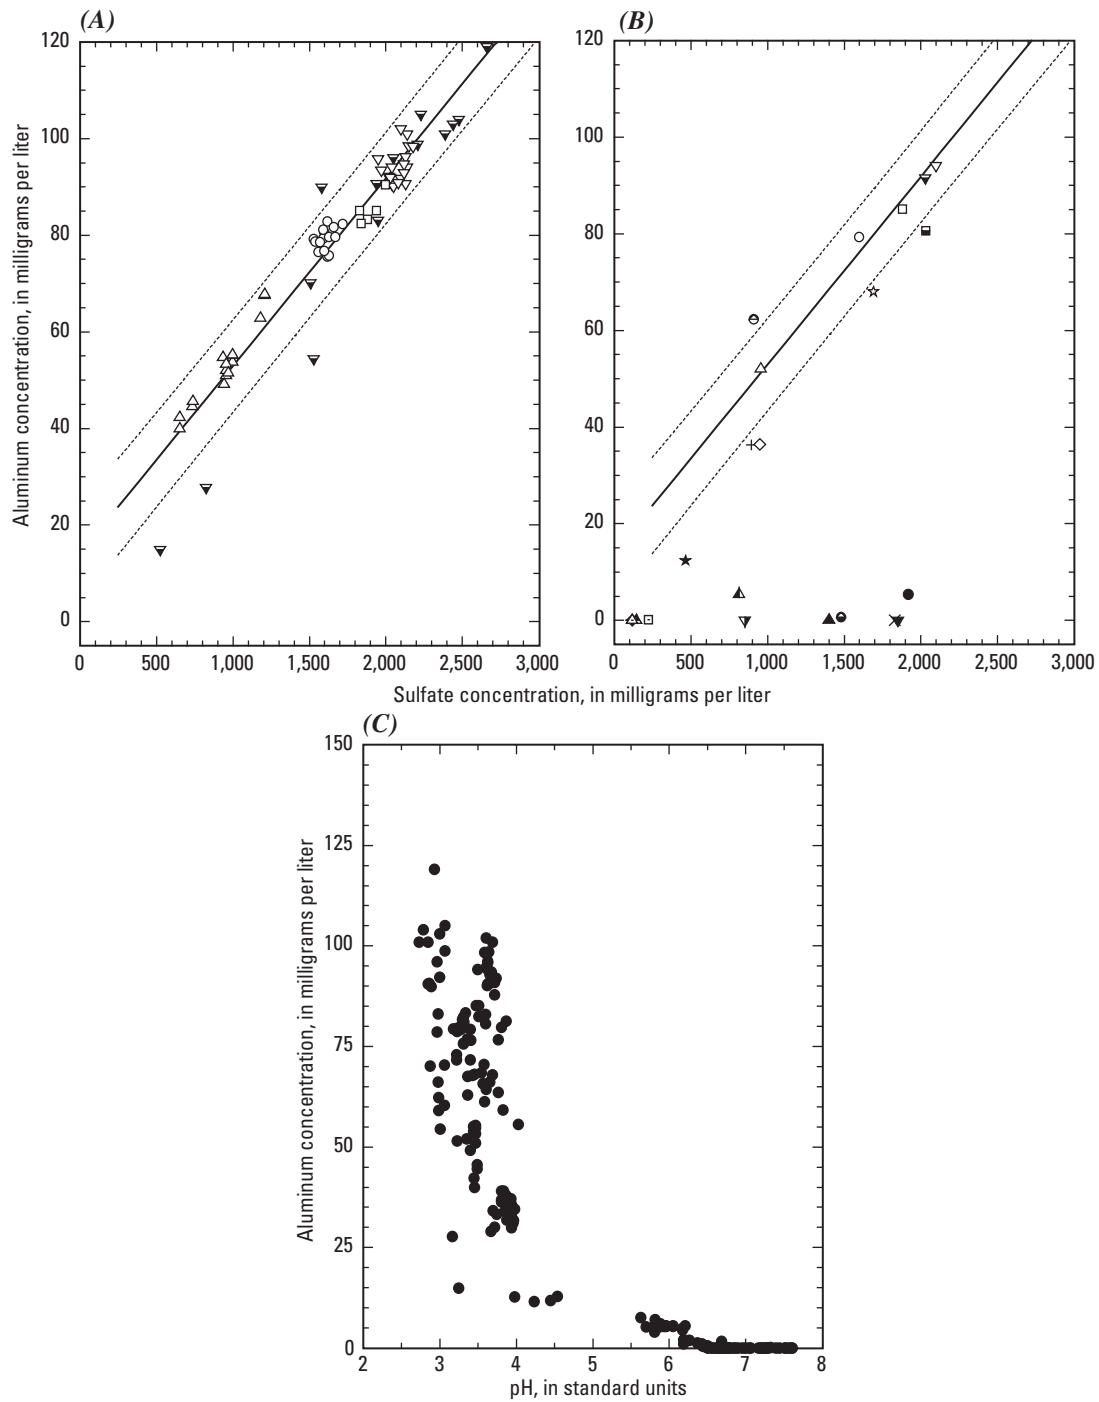 (A)
(B)
120
100
80
60
40
20
0
Aluminum concentration, in milligrams per liter
0 500 1,000 1,500 2,000 2,500 3,000
120
100
80
60
40
20
0
0 500 1,000 1,500 2,000 2,500 3,000
Sulfate concentration, in milligrams per liter
(C)
150
125
100
75
50
25
0
Aluminum concentration, in milligrams per liter
2 3 4 5 6 7 8
pH, in standard units